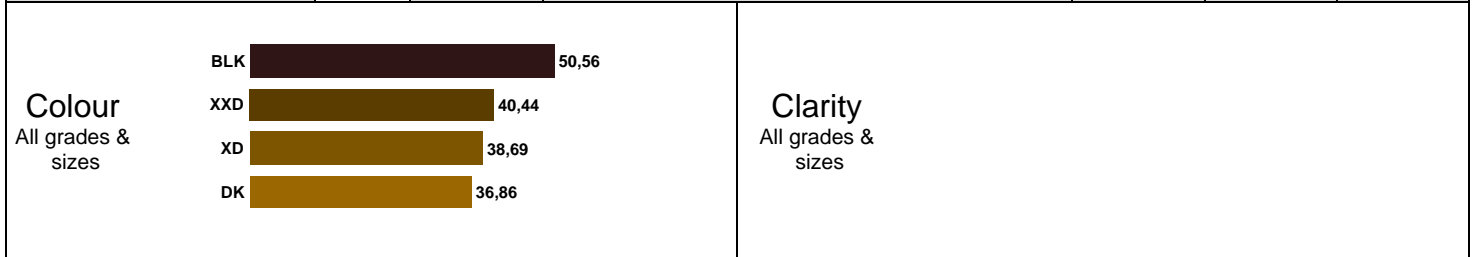 Colour
All grades &
sizes
BLK 50,56
XXD 40,44
XD 38,69
DK 36,86
Clarity
All grades &
sizes